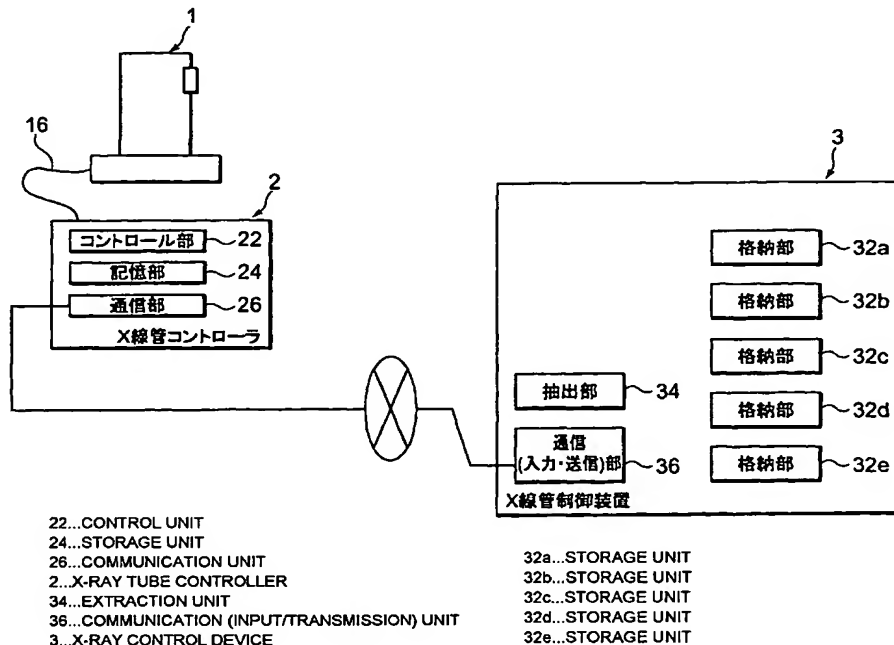 1
16
2
コントロール部 22
記憶部 24
通信部 26
X線管コントローラ
3
格納部 32a
格納部 32b
格納部 32c
格納部 32d
格納部 32e
抽出部 34
通信
(入力・送信)部 36
X線管制御装置
22...CONTROL UNIT
24...STORAGE UNIT
26...COMMUNICATION UNIT
2...X-RAY TUBE CONTROLLER
34...EXTRACTION UNIT
36...COMMUNICATION (INPUT/TRANSMISSION) UNIT
3...X-RAY CONTROL DEVICE
32a...STORAGE UNIT
32b...STORAGE UNIT
32c...STORAGE UNIT
32d...STORAGE UNIT
32e...STORAGE UNIT